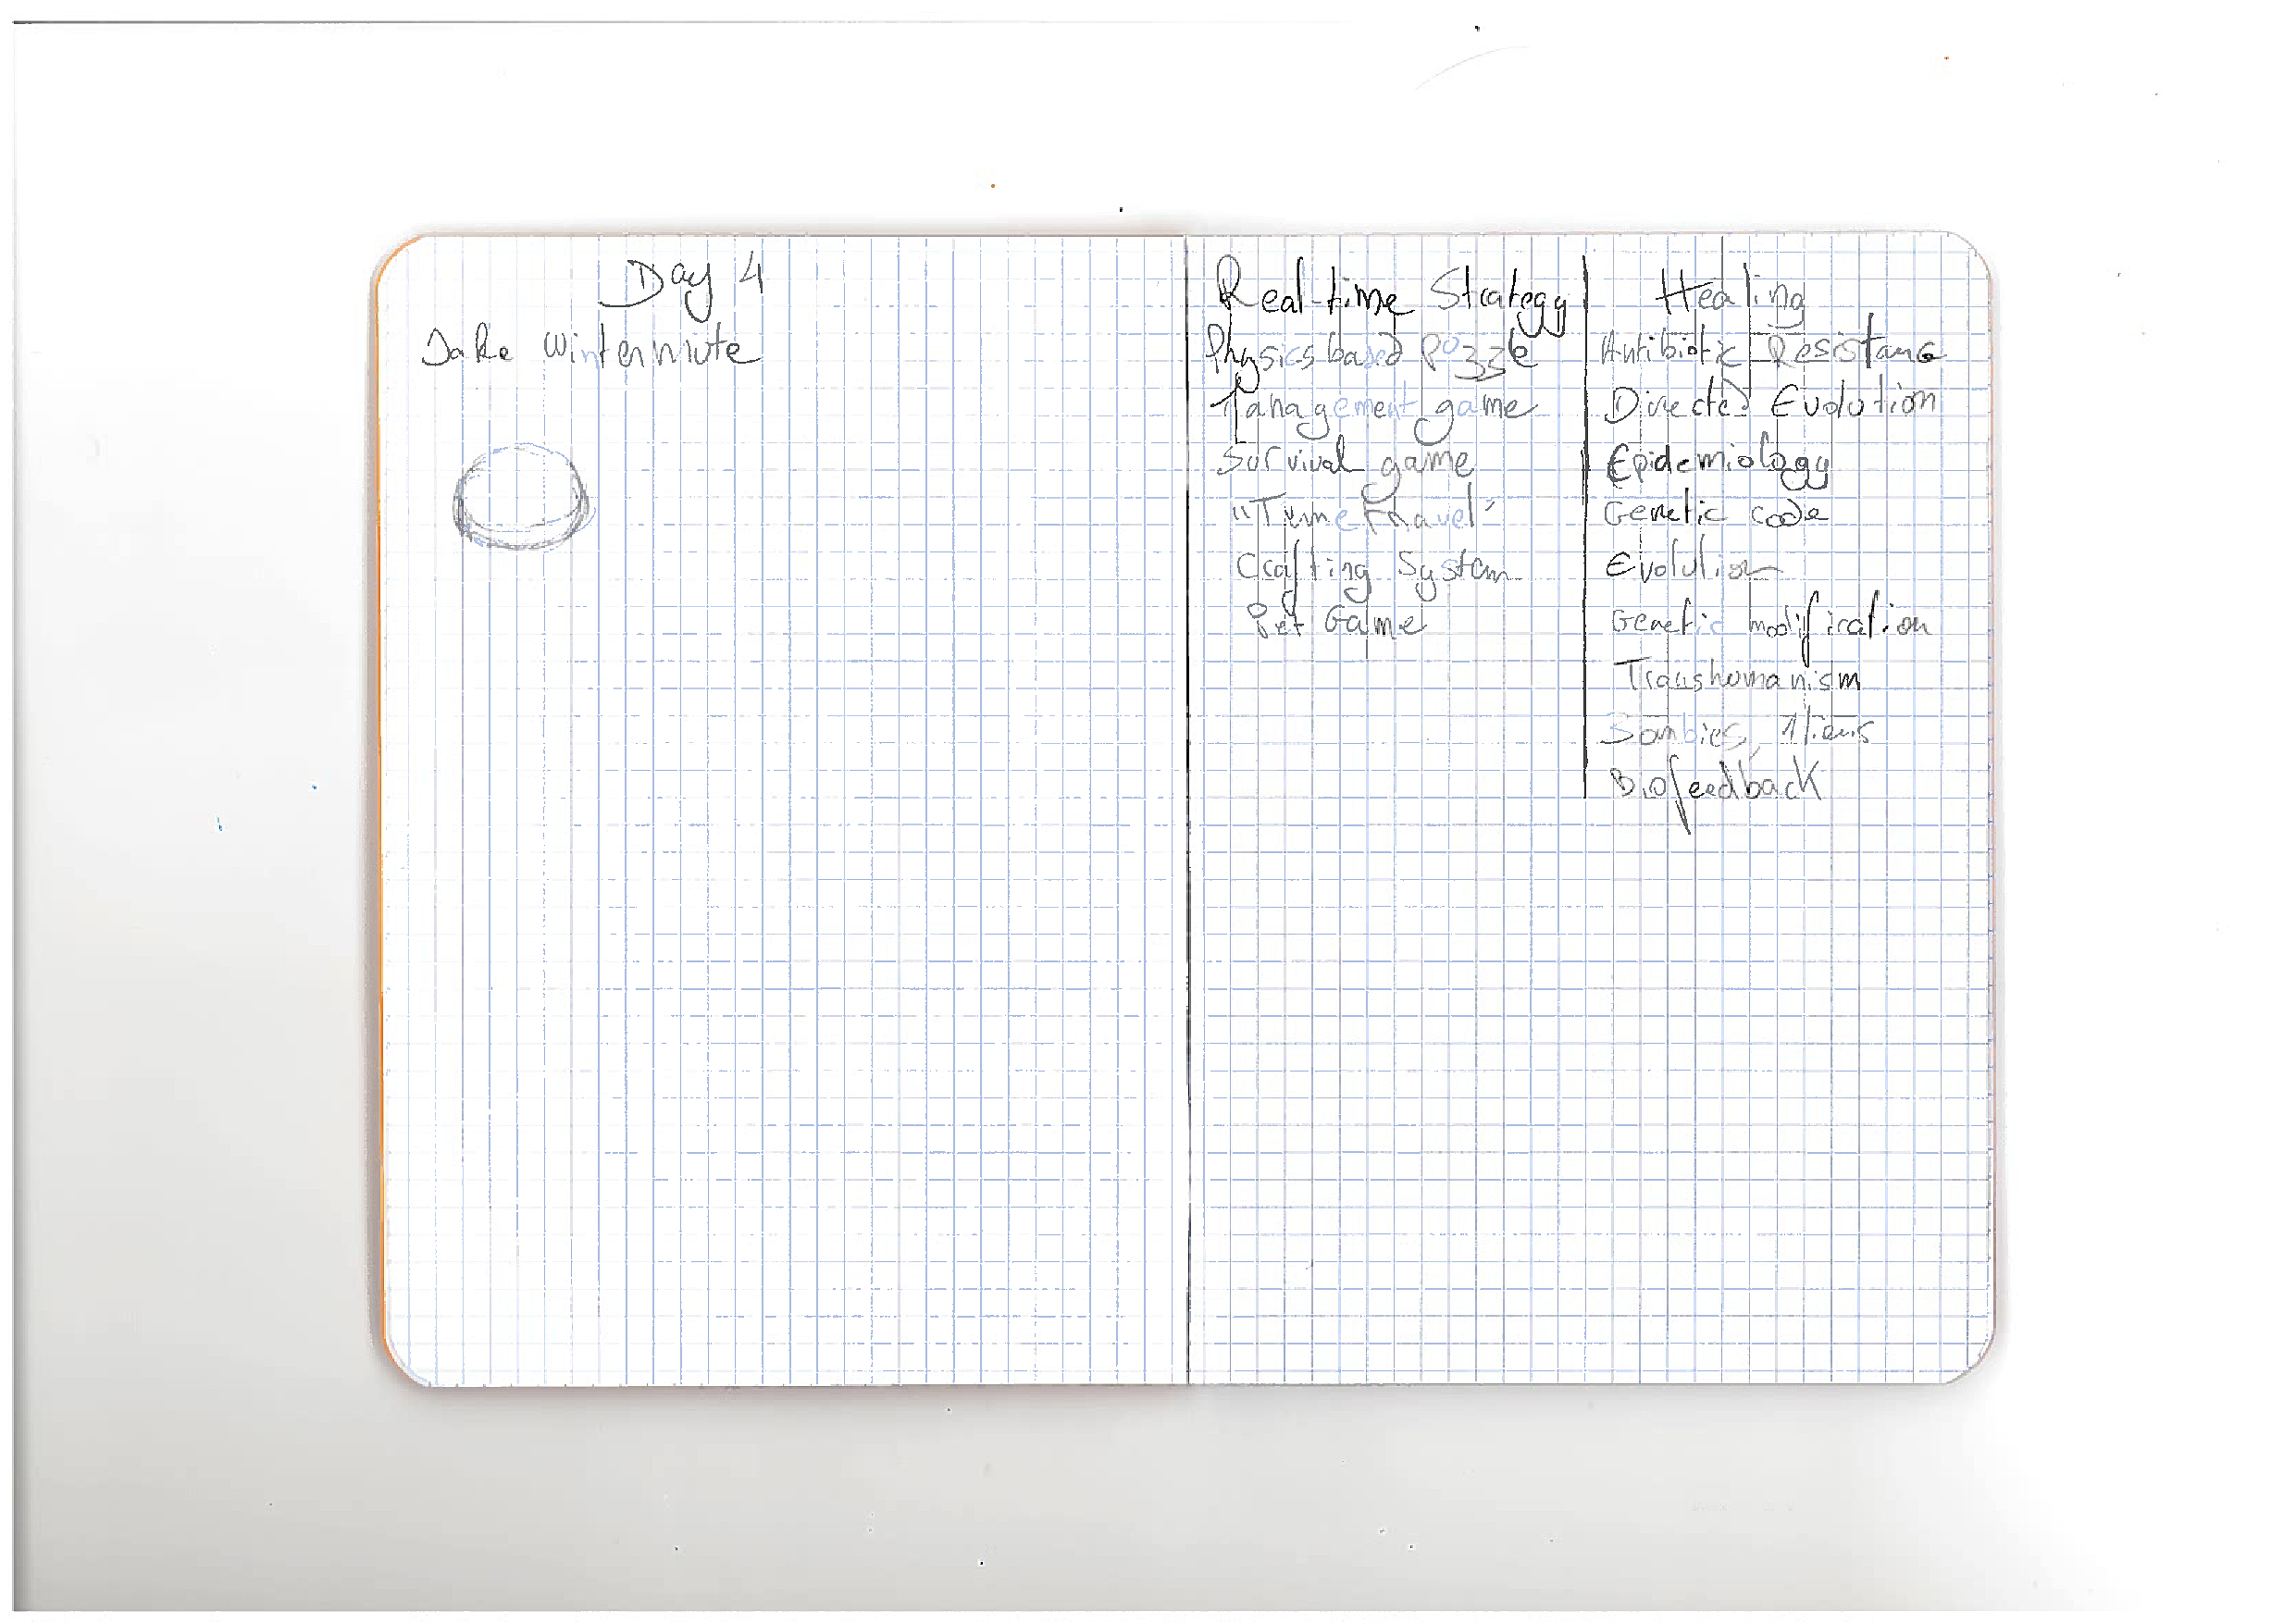 Day 4
Jake Wintermute
Real-time Strategy
Physics based Puzzle
Management game
Survival game
"Time travel"
Crafting System
Pet Game
Healing
Antibiotic Resistance
Directed Evolution
Epidemiology
Genetic code
Evolution
Genetic modification
Transhumanism
Zombies, Aliens
Biofeedback